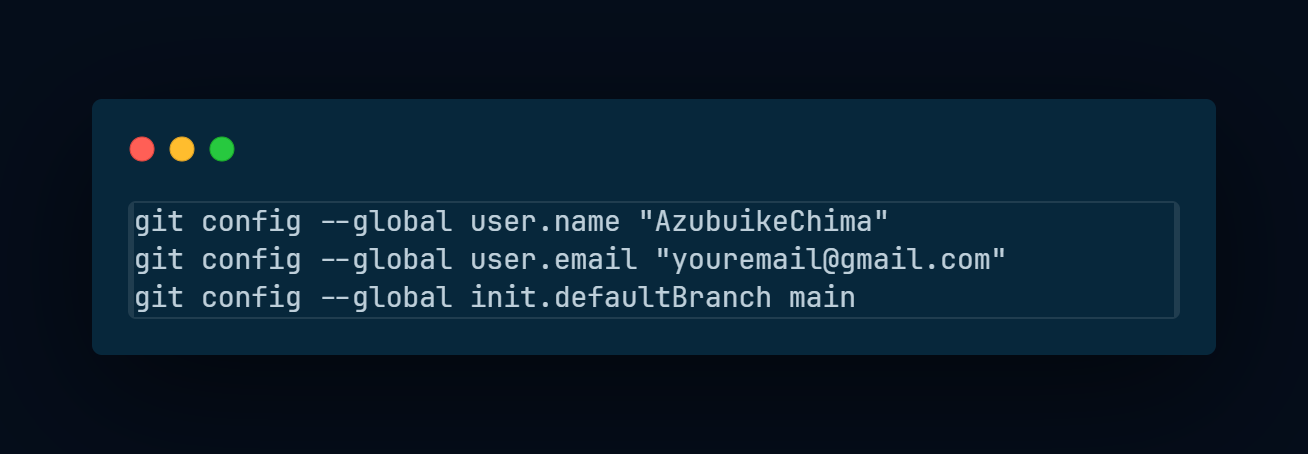 git config --global user.name "AzubuikeChima"
git config --global user.email "youremail@gmail.com"
git config --global init.defaultBranch main